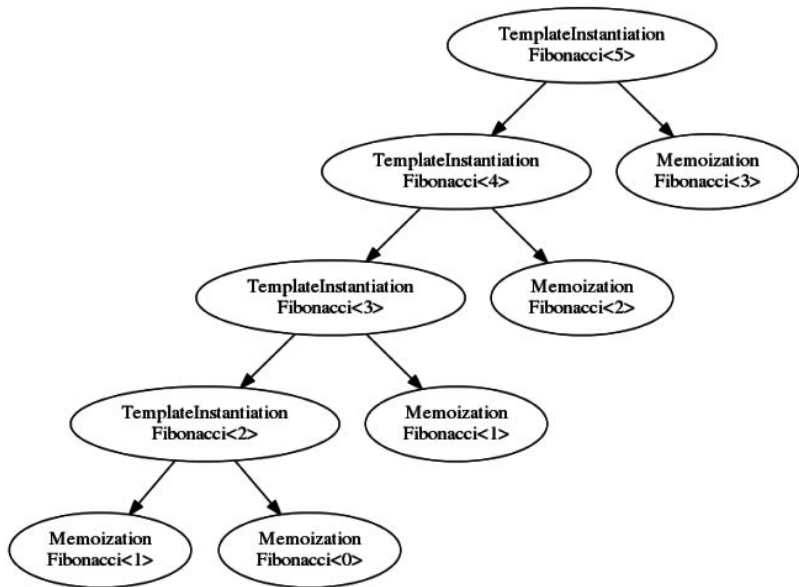 TemplateInstantiation
Fibonacci<5>
TemplateInstantiation
Fibonacci<4>
Memoization
Fibonacci<3>
TemplateInstantiation
Fibonacci<3>
Memoization
Fibonacci<2>
TemplateInstantiation
Fibonacci<2>
Memoization
Fibonacci<1>
Memoization
Fibonacci<1>
Memoization
Fibonacci<0>